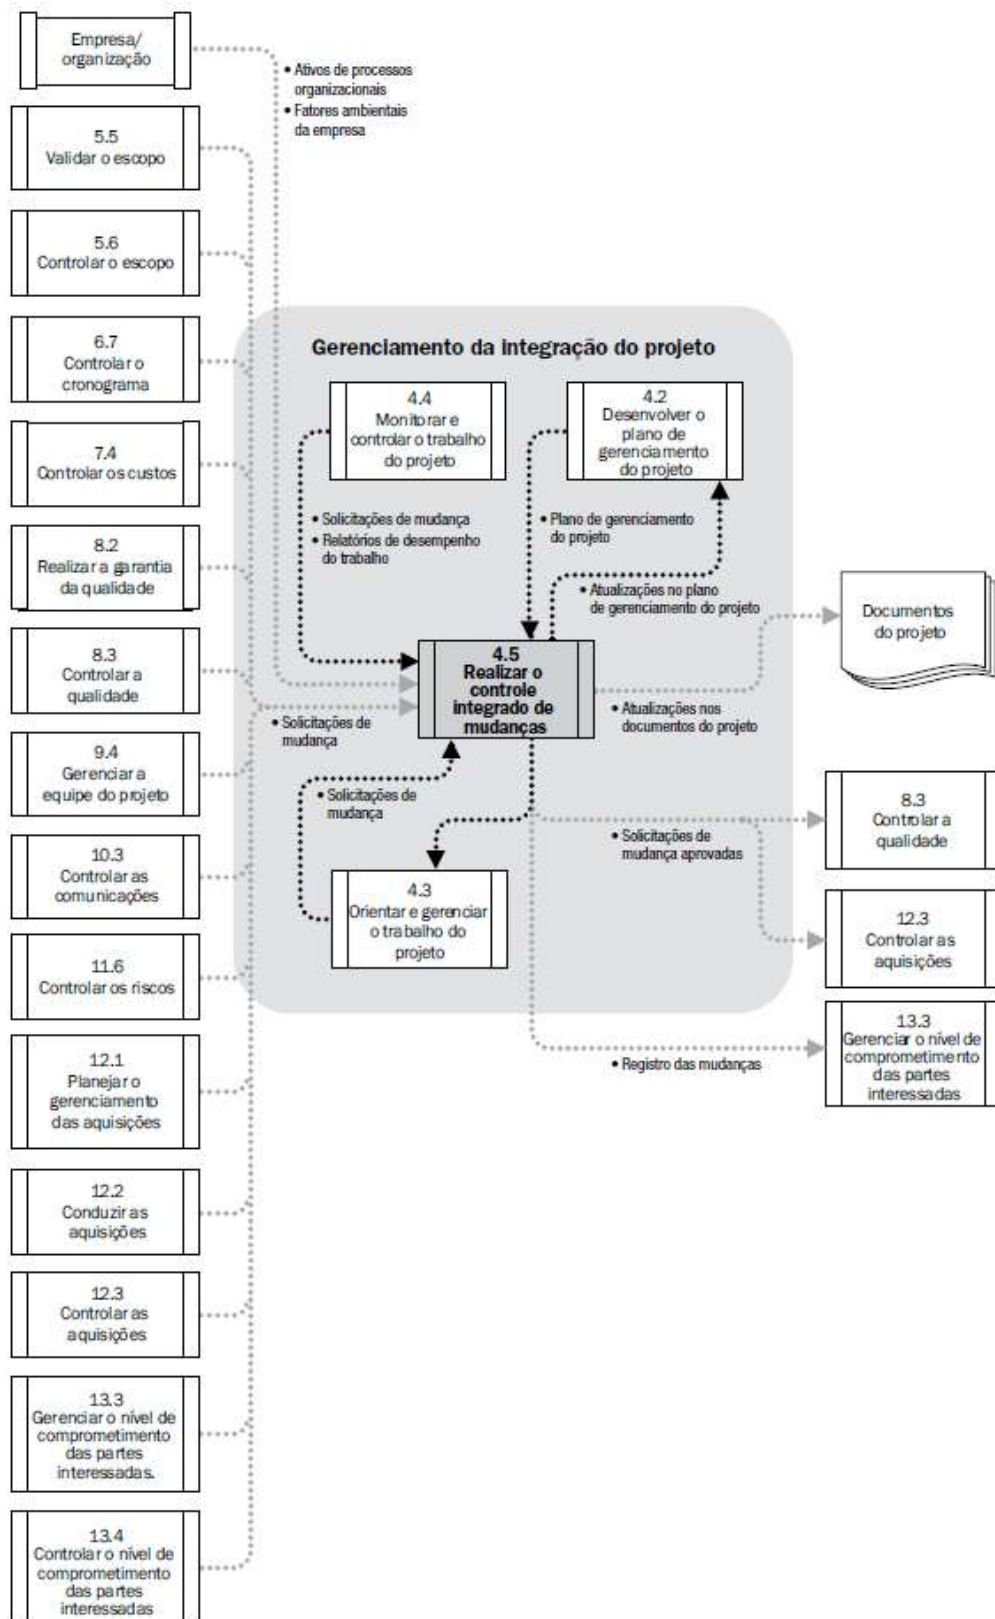 Empresa/
organização
• Ativos de processos
organizacionais
• Fatores ambientais
da empresa
5.5
Validar o escopo
5.6
Controlar o escopo
6.7
Controlar o
cronograma
7.4
Controlar os custos
8.2
Realizar a garantia
da qualidade
8.3
Controlar a
qualidade
9.4
Gerenciar a
equipe do projeto
10.3
Controlar as
comunicações
11.6
Controlar os riscos
12.1
Planejar o
gerenciamento
das aquisições
12.2
Conduzir as
aquisições
12.3
Controlar as
aquisições
13.3
Gerenciar o nível de
comprometimento
das partes
interessadas.
13.4
Controlar o nível de
comprometimento
das partes
interessadas
Gerenciamento da integração do projeto
4.4
Monitorar e
controlar o trabalho
do projeto
4.2
Desenvolver o
plano de
gerenciamento
do projeto
• Solicitações de mudança
• Relatórios de desempenho
do trabalho
• Plano de gerenciamento
do projeto
• Atualizações no plano
de gerenciamento do projeto
4.5
Realizar o
controle
integrado de
mudanças
• Solicitações de
mudança
• Atualizações nos
documentos do projeto
• Solicitações de
mudança
• Solicitações de
mudança aprovadas
4.3
Orientar e gerenciar
o trabalho do
projeto
• Registro das mudanças
Documentos
do projeto
8.3
Controlar a
qualidade
12.3
Controlar as
aquisições
13.3
Gerenciar o nível de
comprometimento
das partes
interessadas